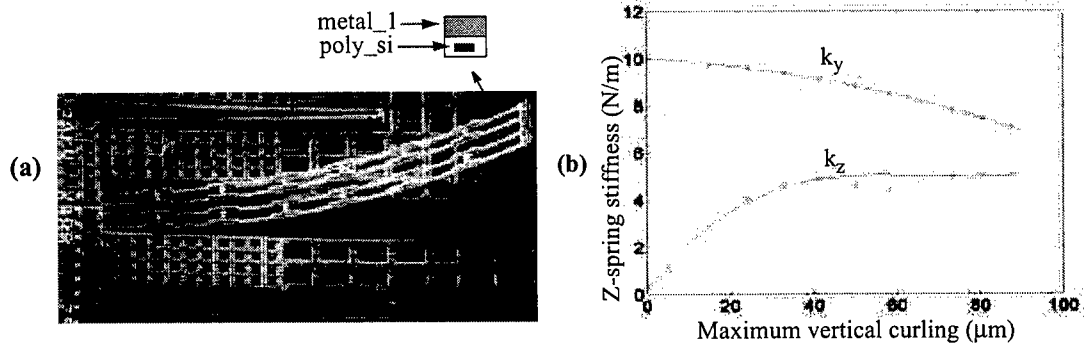 metal_1
poly_si
(a)
(b)
Z-spring stiffness (N/m)
12
10
8
6
4
2
0
k_y
k_z
0
20
40
60
80
100
Maximum vertical curling (μm)